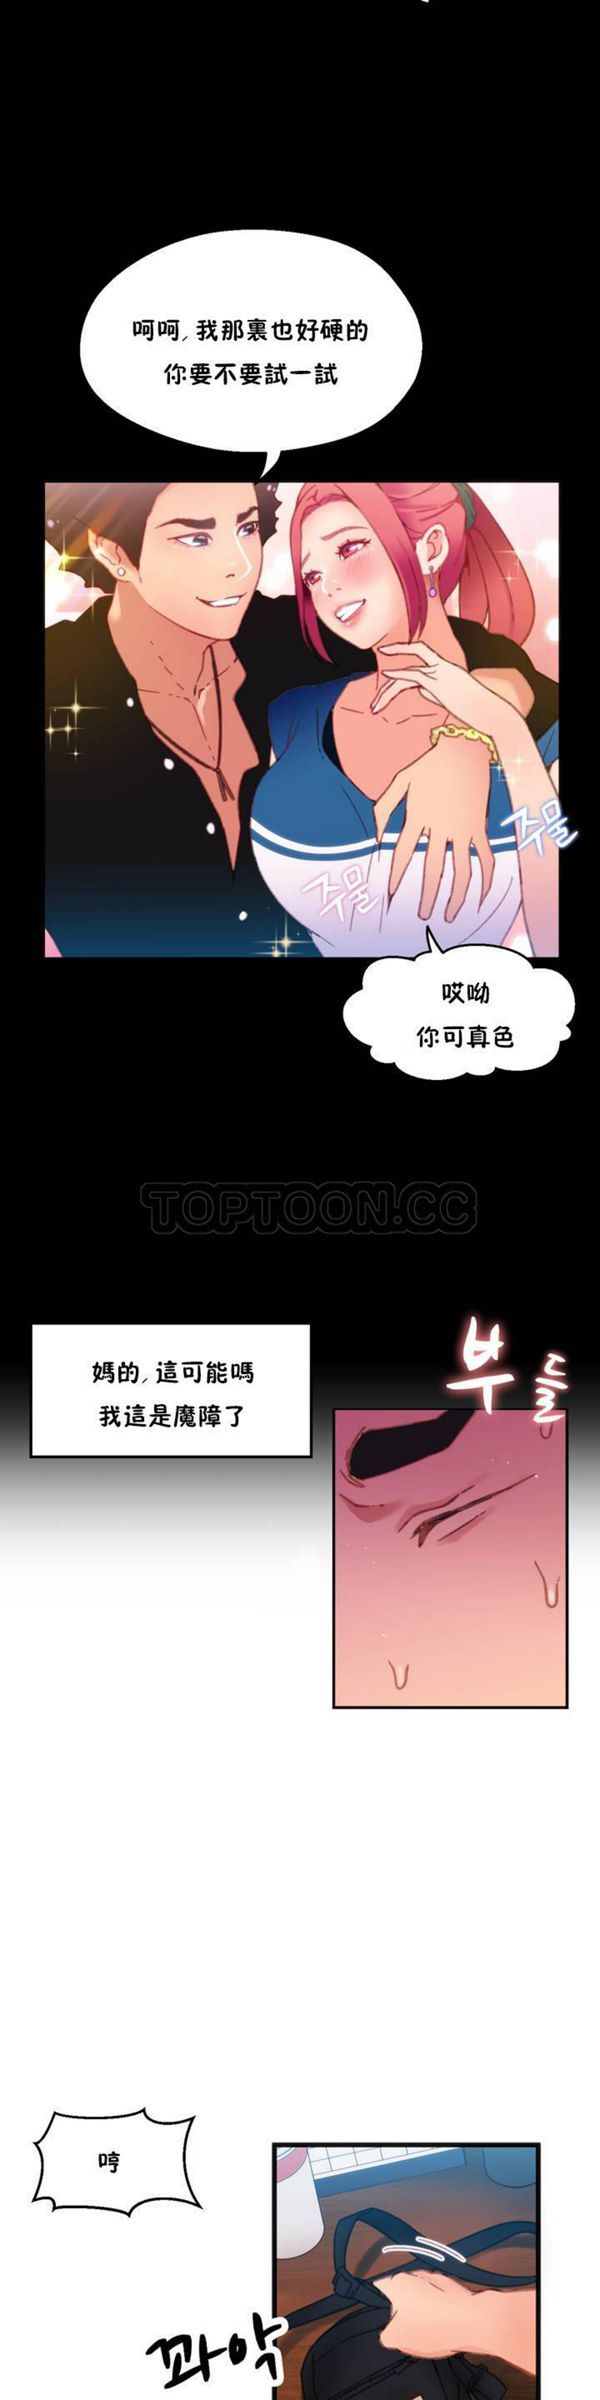 呵呵, 我那裏也好硬的
你要不要試一試
주물
주물
哎呦
你可真色
TOPTOON.CC
媽的, 這可能嗎
我這是魔障了
부들
哼
꽈악